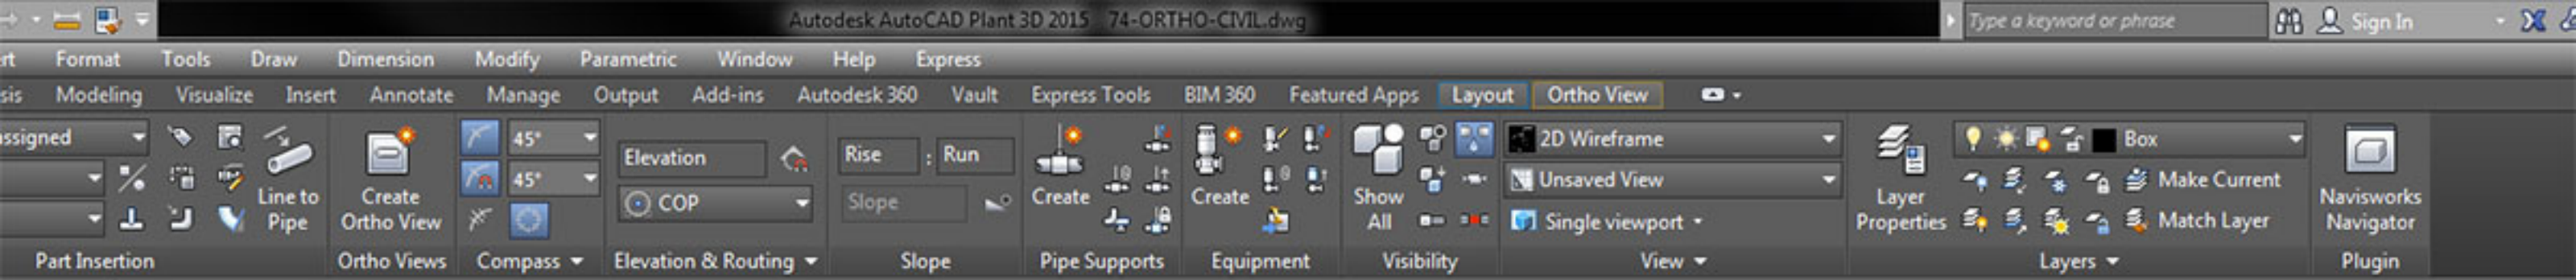 Autodesk AutoCAD Plant 3D 2015 74-ORTHO-CIVIL.dwg Type a keyword or phrase Sign In
rt Format Tools Draw Dimension Modify Parametric Window Help Express
sis Modeling Visualize Insert Annotate Manage Output Add-ins Autodesk 360 Vault Express Tools BIM 360 Featured Apps Layout Ortho View
assigned
Line to
Pipe
Part Insertion
Create
Ortho View
Ortho Views
45°
45°
Compass
Elevation
COP
Elevation & Routing
Rise : Run
Slope
Slope
Create
Pipe Supports
Create
Equipment
Show
All
Visibility
2D Wireframe
Unsaved View
Single viewport
View
Layer
Properties
Box
Make Current
Match Layer
Layers
Navisworks
Navigator
Plugin